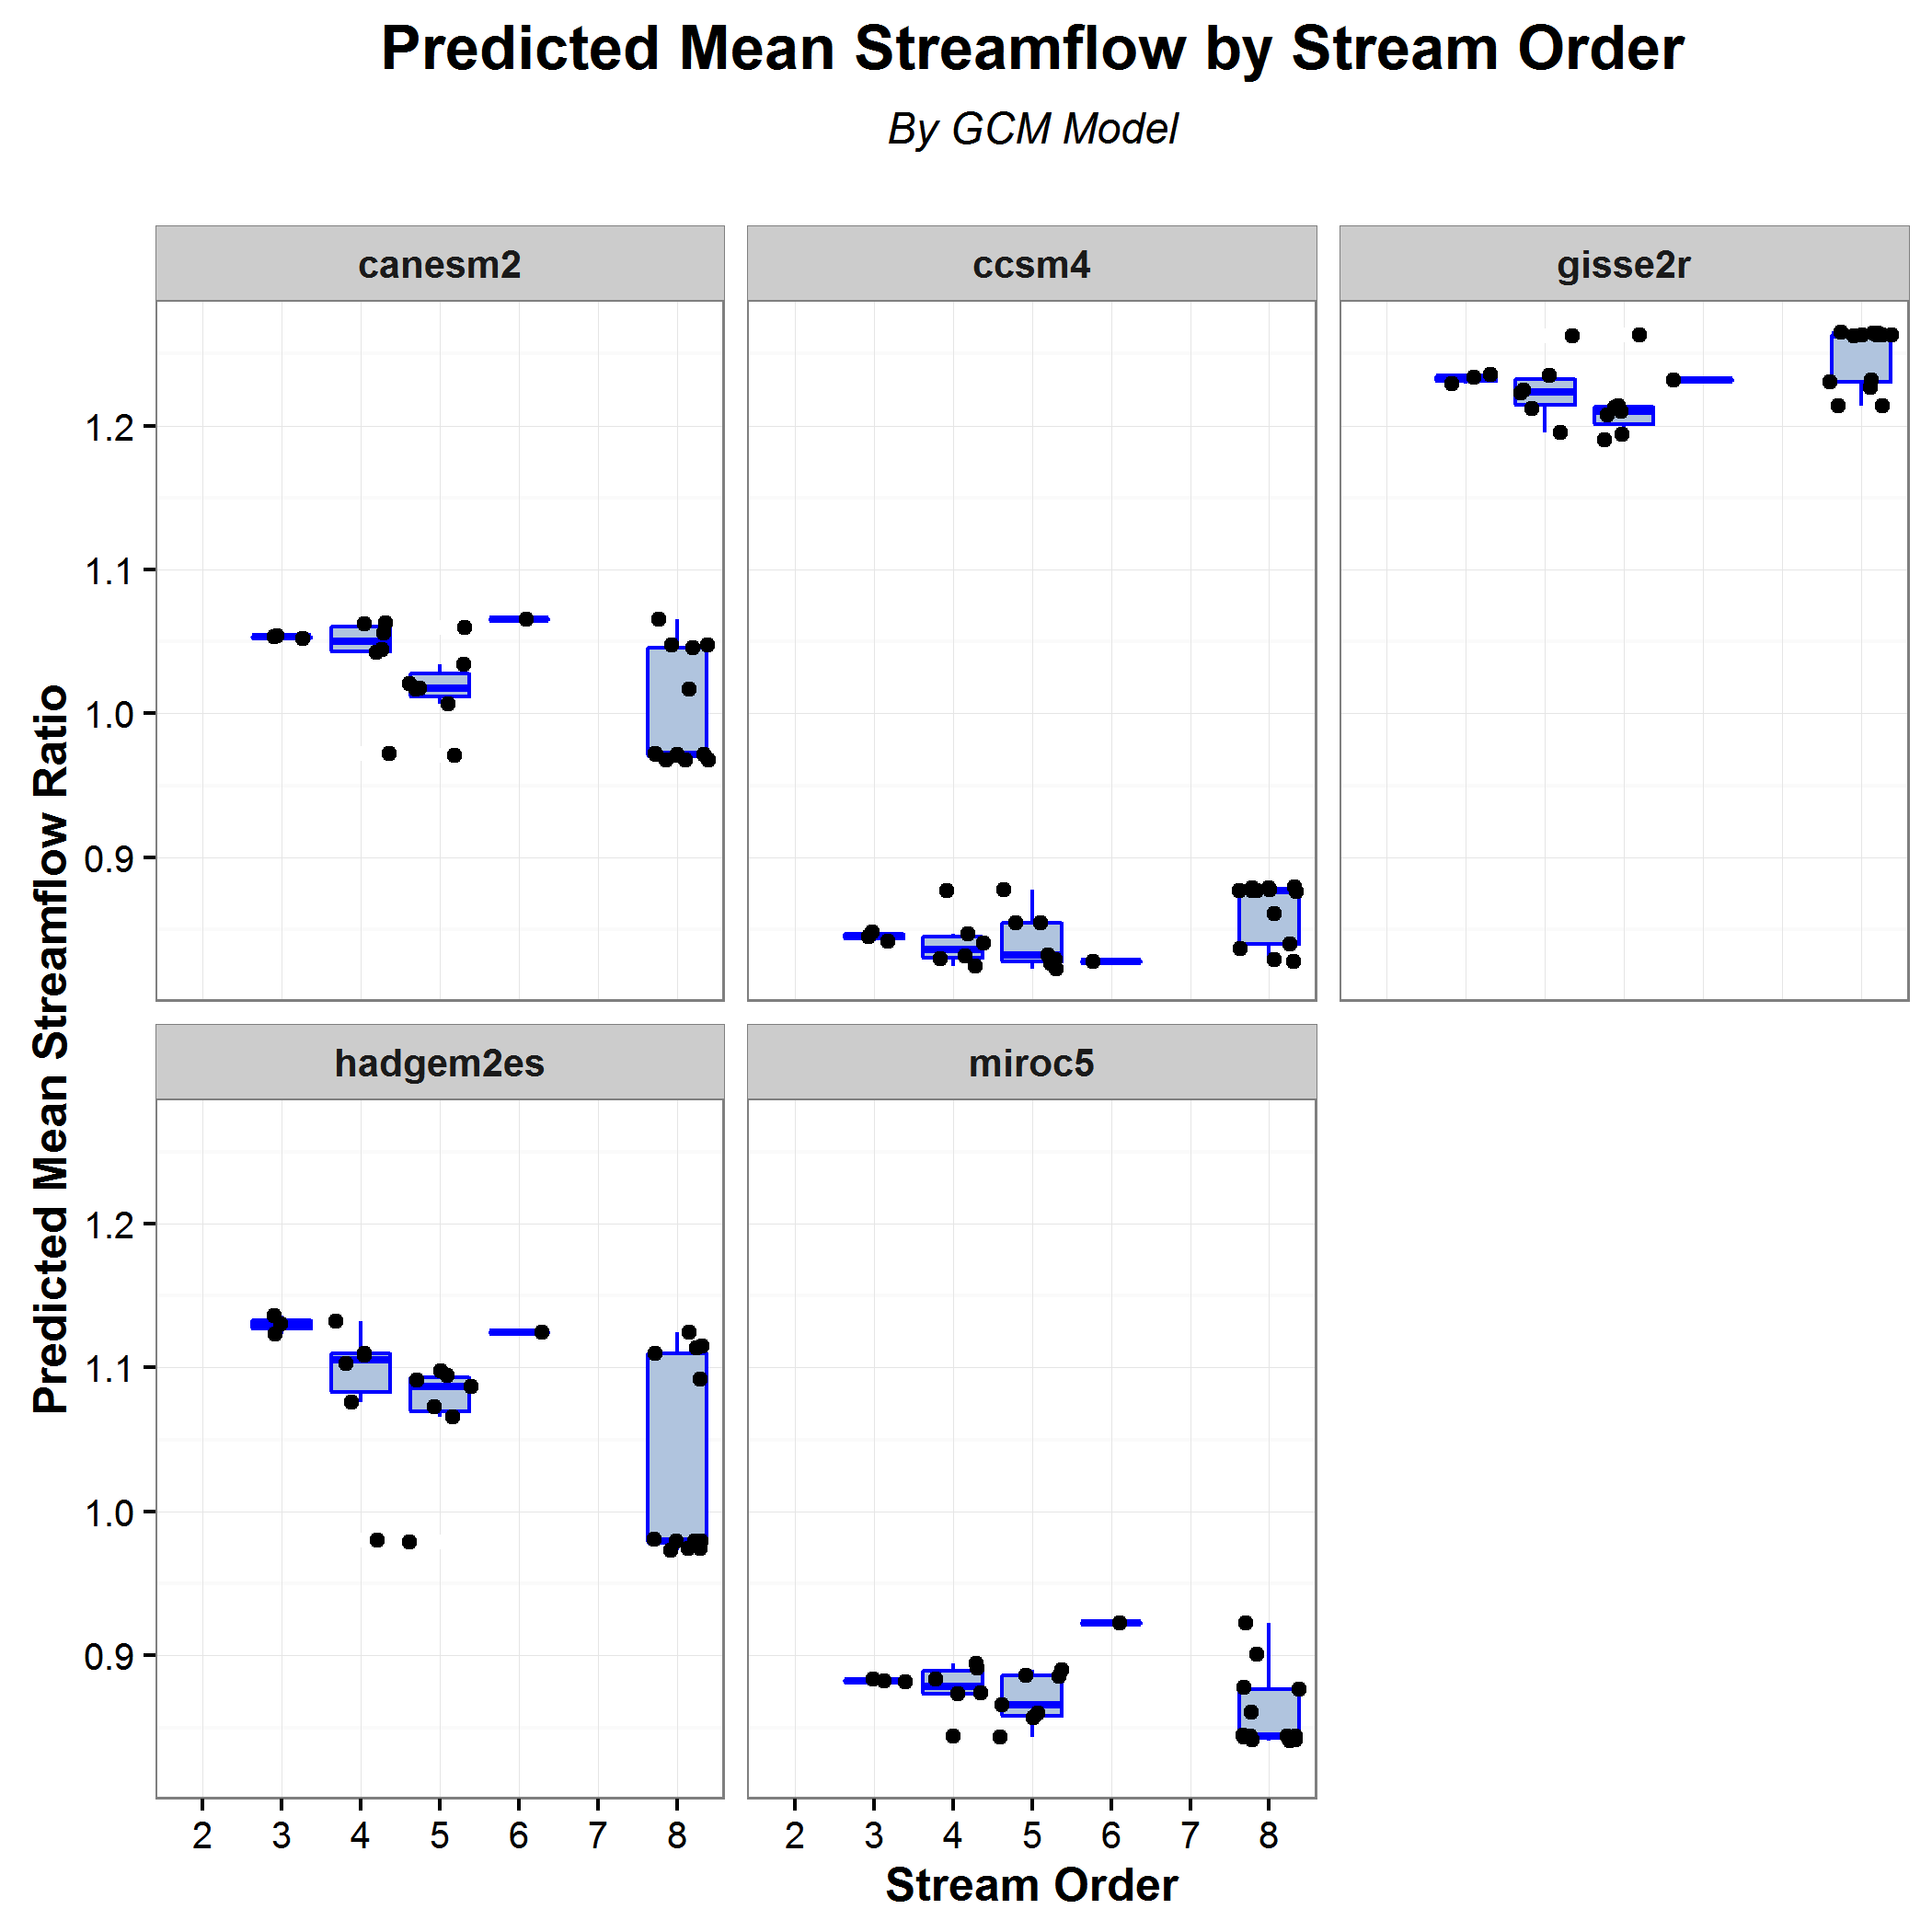 Predicted Mean Streamflow by Stream Order
By GCM Model
canesm2
ccsm4
gisse2r
1.2
1.1
1.0
0.9
Predicted Mean Streamflow Ratio
hadgem2es
miroc5
1.2
1.1
1.0
0.9
2 3 4 5 6 7 8
2 3 4 5 6 7 8
Stream Order